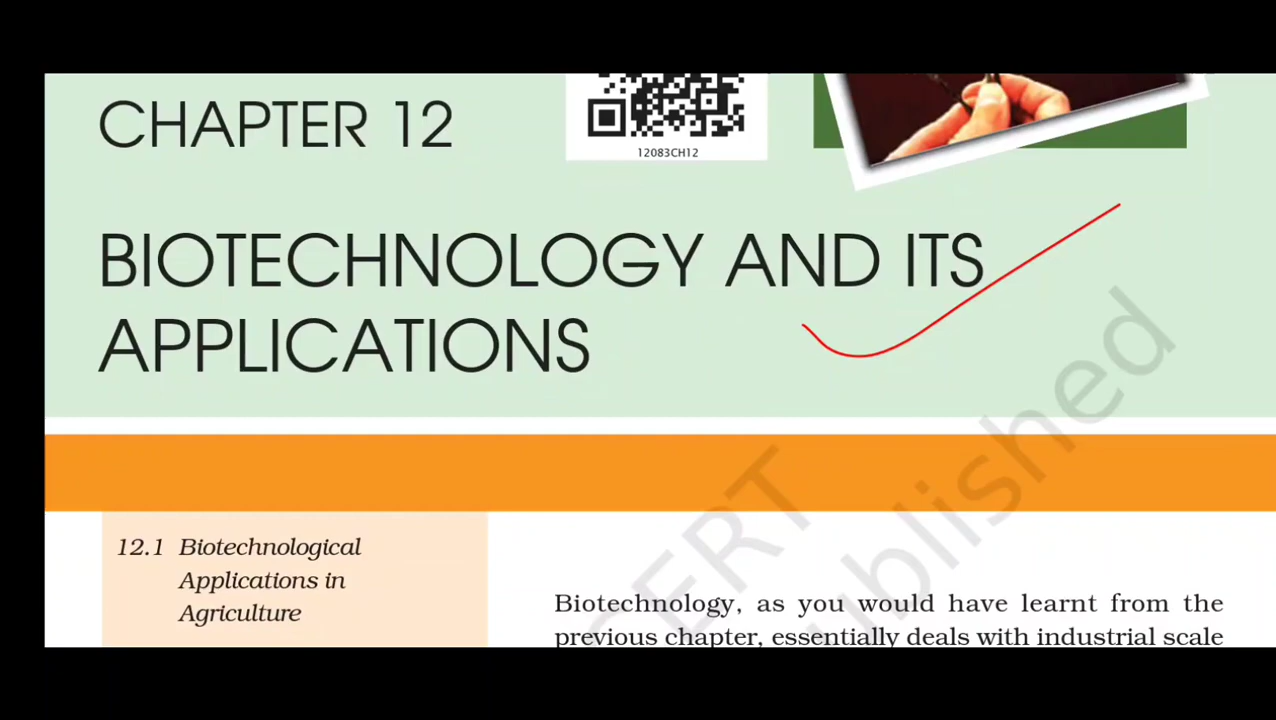 CHAPTER 12
12083CH12
BIOTECHNOLOGY AND ITS
APPLICATIONS
12.1 Biotechnological
Applications in
Agriculture
Biotechnology, as you would have learnt from the
previous chapter, essentially deals with industrial scale